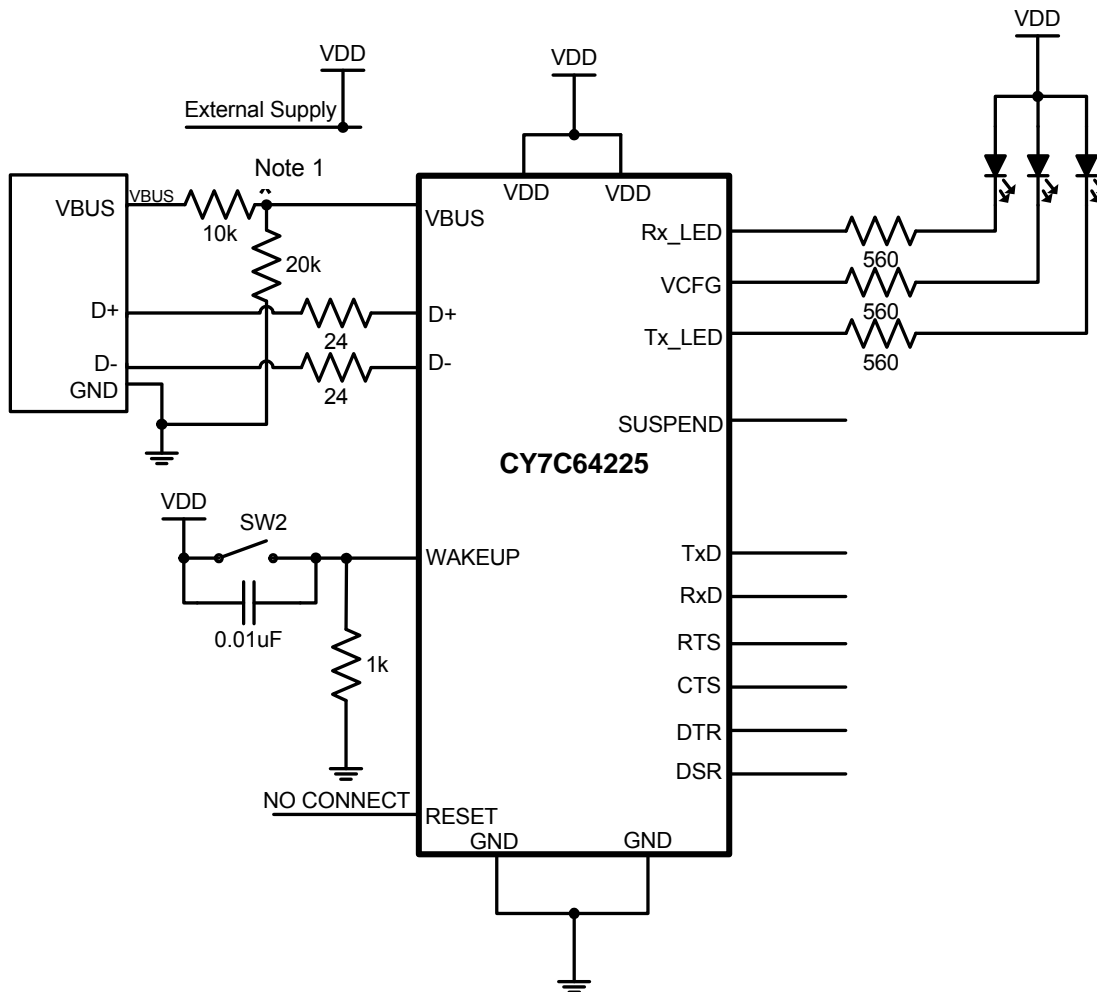 VDD
VDD
VDD
External Supply
Note 1
VBUS
VBUS
10k
20k
VBUS
VDD
VDD
D+
24
D+
D-
24
D-
GND
Rx_LED
560
VCFG
560
Tx_LED
560
SUSPEND
CY7C64225
VDD
SW2
0.01uF
WAKEUP
1k
TxD
RxD
RTS
CTS
DTR
DSR
NO CONNECT
RESET
GND
GND